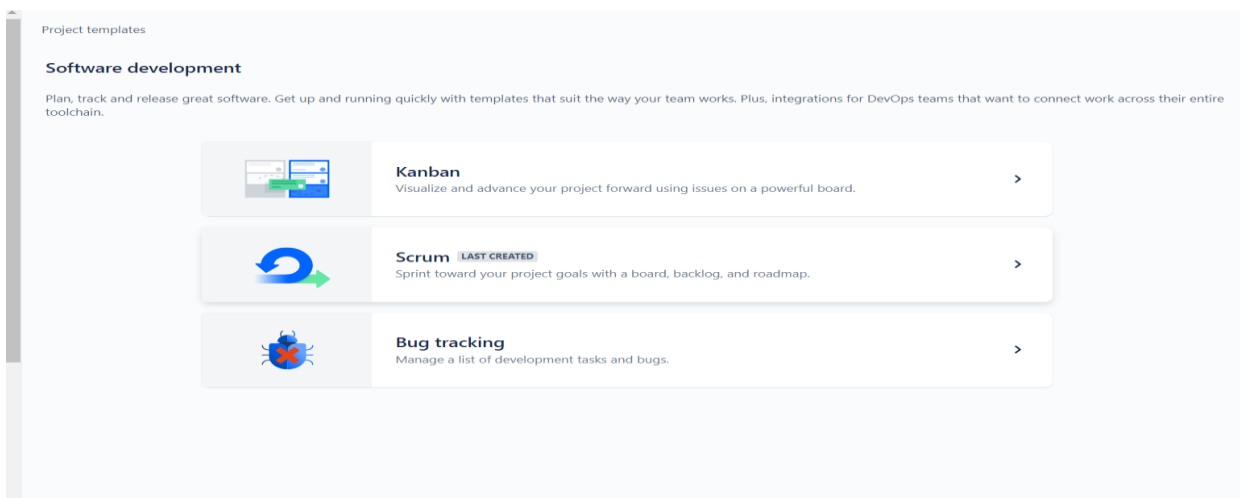 Project templates
Software development
Plan, track and release great software. Get up and running quickly with templates that suit the way your team works. Plus, integrations for DevOps teams that want to connect work across their entire
toolchain.
Kanban
Visualize and advance your project forward using issues on a powerful board.
Scrum LAST CREATED
Sprint toward your project goals with a board, backlog, and roadmap.
Bug tracking
Manage a list of development tasks and bugs.